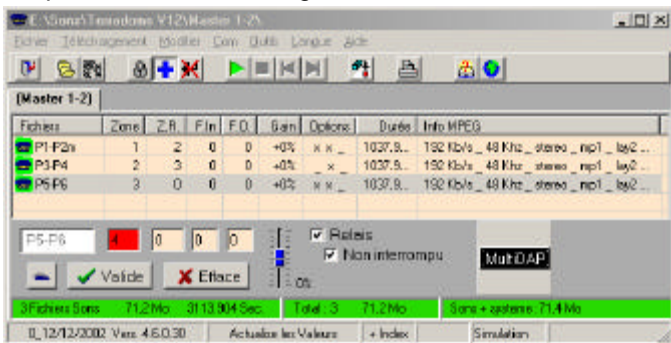 E:\Sons\Terradome V12\Master 1-2\
Fichier Téléchargement Modifier Com Outils Langue Aide
(Master 1-2)
Fichiers Zone Z.R. F.In F.O. Gain Options Durée Info MPEG
P1-P2n 1 2 0 0 +0% x x _ 1037.9... 192 Kb/s _ 48 Khz _ stereo _ mp1 _ lay2 ...
P3-P4 2 3 0 0 +0% _ x _ 1037.9... 192 Kb/s _ 48 Khz _ stereo _ mp1 _ lay2 ...
P5-P6 3 0 0 0 +0% x x _ 1037.9... 192 Kb/s _ 48 Khz _ stereo _ mp1 _ lay2 ...
P5-P6 4 0 0 0 Relais
Non interrompu MultiDAP
Valide Efface 0%
3 Fichiers Sons 71,2 Mo 3113,904 Sec. Total : 3 71.2 Mo Sons + systeme : 71,4 Mo
0_12/12/2002 Vers. 4.6.0.30 Actualise les Valeurs + Index Simulation